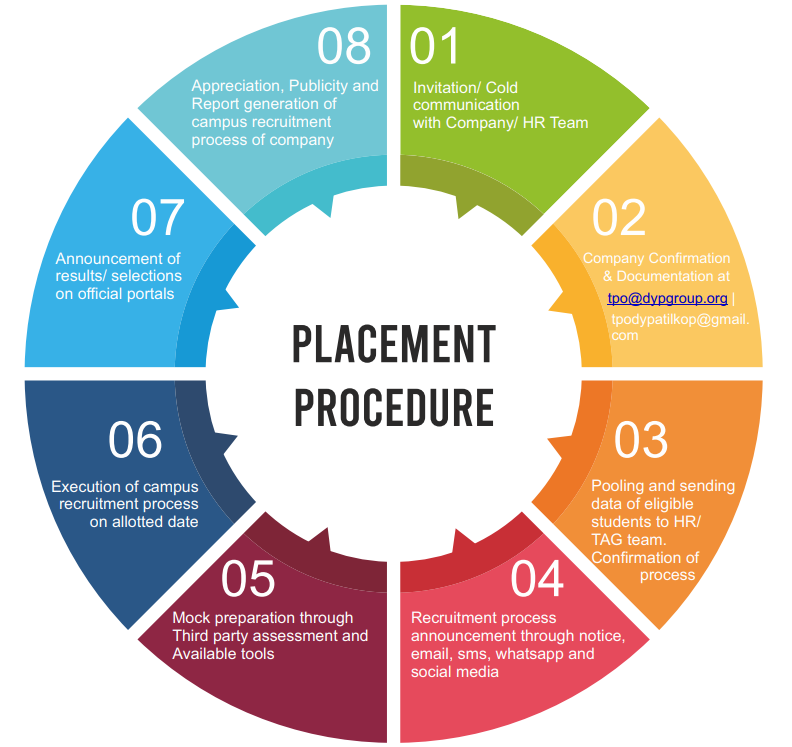 PLACEMENT
PROCEDURE
01
Invitation/ Cold
communication
with Company/ HR Team
02
Company Confirmation
& Documentation at
tpo@dypgroup.org |
tpodypatilkop@gmail.
com
03
Pooling and sending
data of eligible
students to HR/
TAG team.
Confirmation of
process
04
Recruitment process
announcement through notice,
email, sms, whatsapp and
social media
05
Mock preparation through
Third party assessment and
Available tools
06
Execution of campus
recruitment process
on allotted date
07
Announcement of
results/ selections
on official portals
08
Appreciation, Publicity and
Report generation of
campus recruitment
process of company